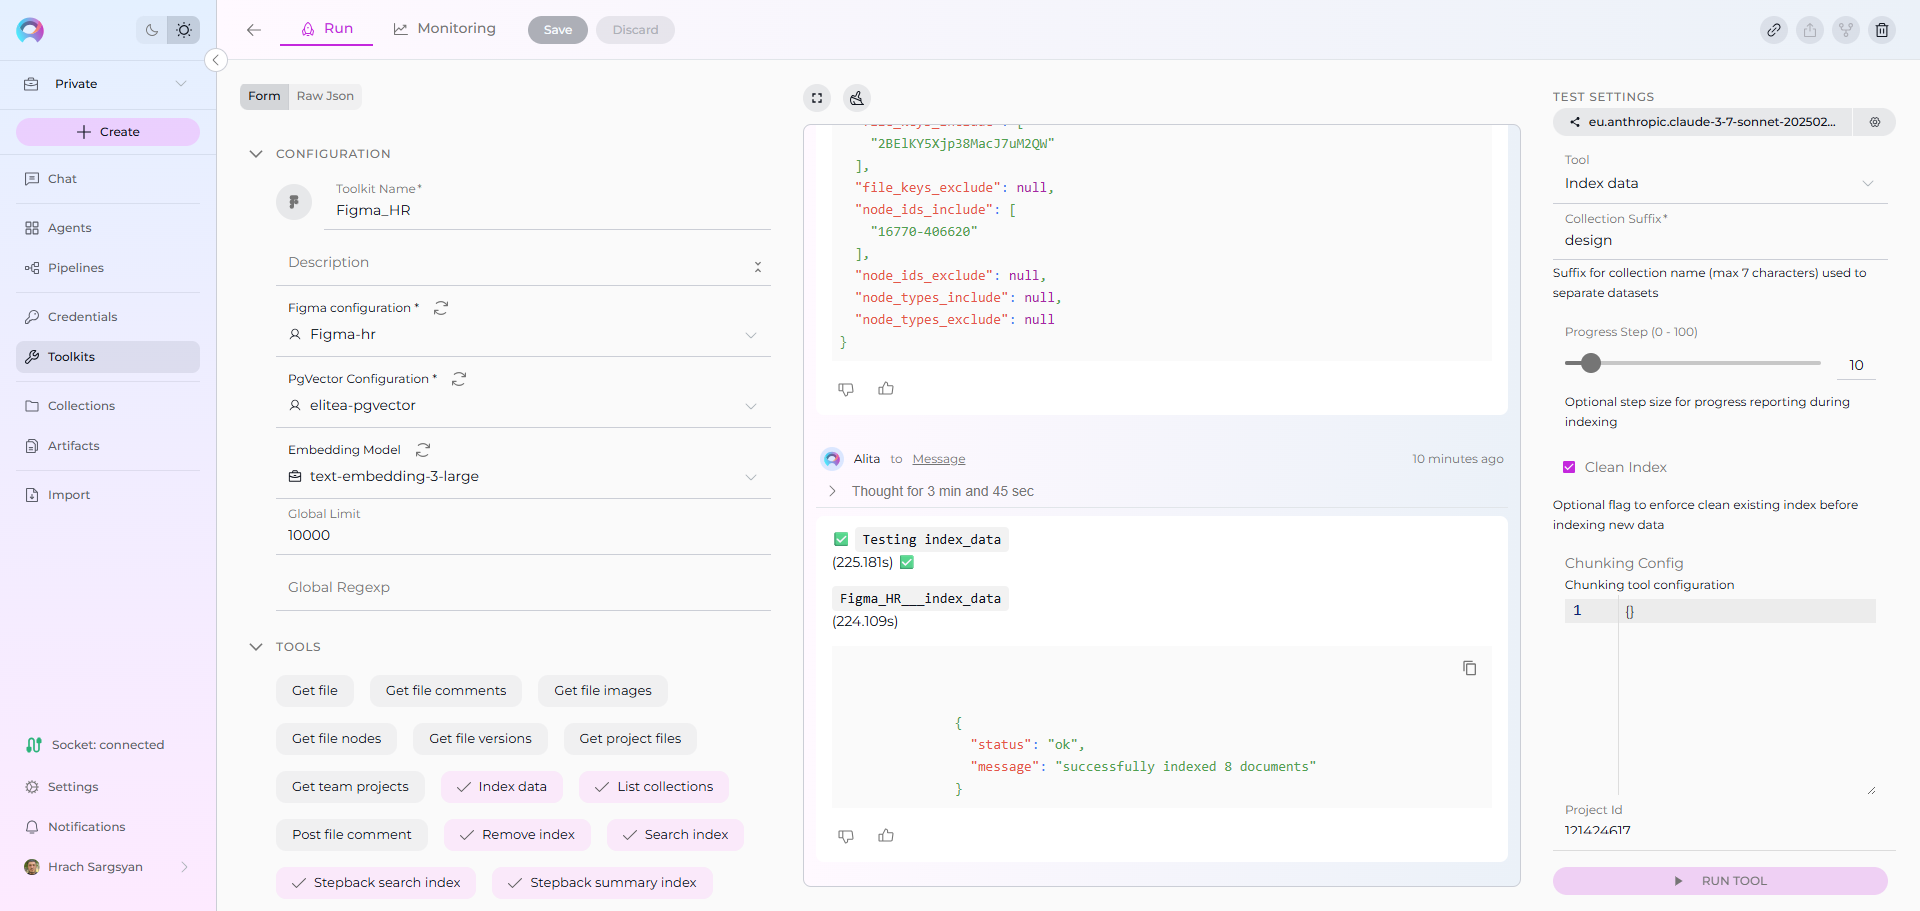 Private
Create
Chat
Agents
Pipelines
Credentials
Toolkits
Collections
Artifacts
Import
Socket: connected
Settings
Notifications
Hrach Sargsyan
Run
Monitoring
Save
Discard
Form
Raw Json
CONFIGURATION
Toolkit Name*
Figma_HR
Description
Figma configuration *
Figma-hr
PgVector Configuration *
elitea-pgvector
Embedding Model
text-embedding-3-large
Global Limit
10000
Global Regexp
TOOLS
Get file
Get file comments
Get file images
Get file nodes
Get file versions
Get project files
Get team projects
Index data
List collections
Post file comment
Remove index
Search index
Stepback search index
Stepback summary index
"file_keys_include": [
"2BElKY5Xjp38MacJ7uM2QW"
],
"file_keys_exclude": null,
"node_ids_include": [
"16770-406620"
],
"node_ids_exclude": null,
"node_types_include": null,
"node_types_exclude": null
}
Alita to Message
10 minutes ago
Thought for 3 min and 45 sec
Testing index_data
(225.181s)
Figma_HR___index_data
(224.109s)
{
"status": "ok",
"message": "successfully indexed 8 documents"
}
TEST SETTINGS
eu.anthropic.claude-3-7-sonnet-202502...
Tool
Index data
Collection Suffix*
design
Suffix for collection name (max 7 characters) used to
separate datasets
Progress Step (0 - 100)
10
Optional step size for progress reporting during
indexing
Clean Index
Optional flag to enforce clean existing index before
indexing new data
Chunking Config
Chunking tool configuration
1
{}
Project Id
121424617
RUN TOOL